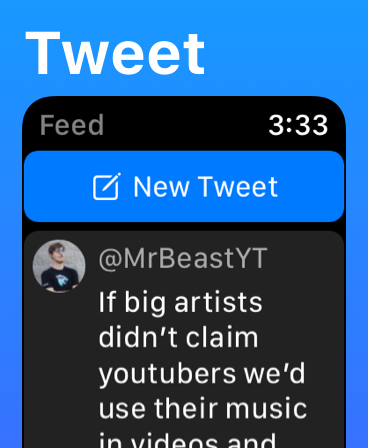 Tweet
Feed 3:33
New Tweet
@MrBeastYT
If big artists
didn’t claim
youtubers we’d
use their music
in videos and